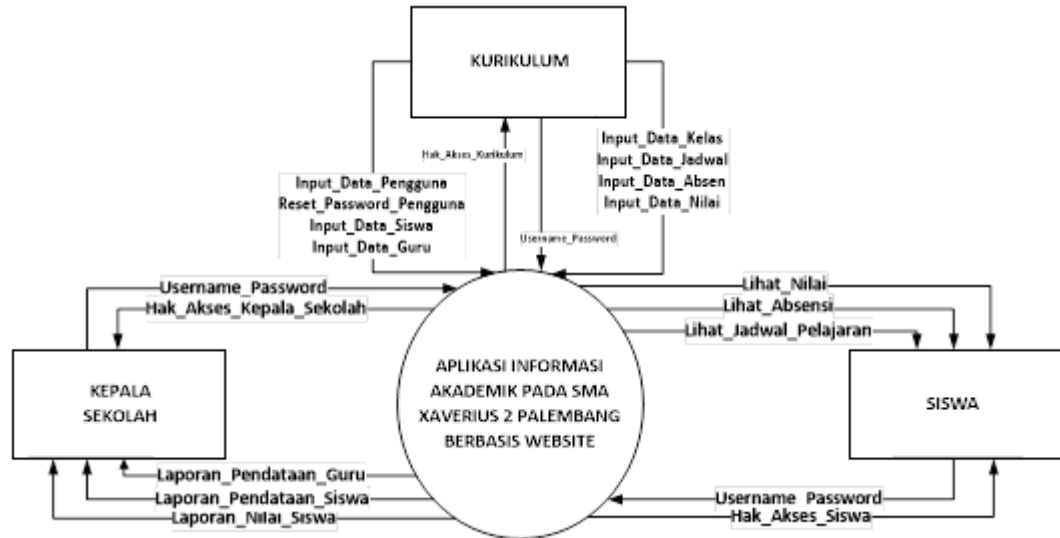 KURIKULUM
Hak_Akses_Kurikulum
Input_Data_Kelas
Input_Data_Jadwal
Input_Data_Absen
Input_Data_Nilai
Input_Data_Pengguna
Reset_Password_Pengguna
Input_Data_Siswa
Input_Data_Guru
Username_Password
Username_Password
Hak_Akses_Kepala_Sekolah
Lihat_Nilai
Lihat_Absensi
Lihat_Jadwal_Pelajaran
KEPALA
SEKOLAH
APLIKASI INFORMASI
AKADEMIK PADA SMA
XAVERIUS 2 PALEMBANG
BERBASIS WEBSITE
SISWA
Laporan_Pendataan_Guru
Laporan_Pendataan_Siswa
Laporan_Nilai_Siswa
Username_Password
Hak_Akses_Siswa